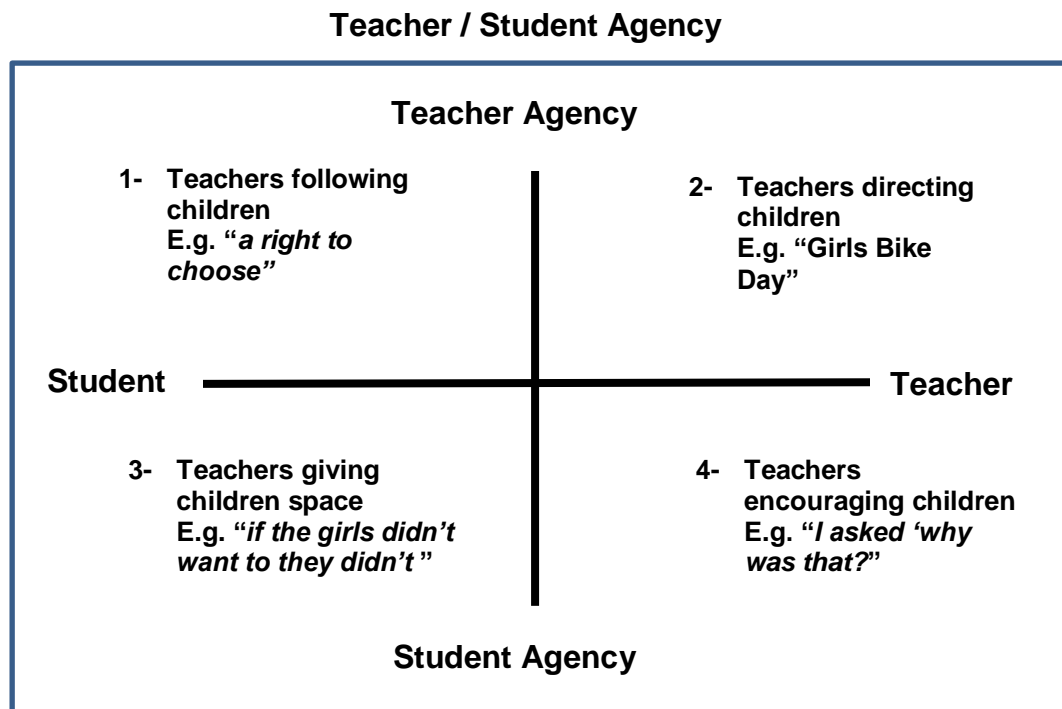 Teacher / Student Agency
Teacher Agency
1- Teachers following
children
E.g. “a right to
choose”
2- Teachers directing
children
E.g. “Girls Bike
Day”
Student
Teacher
3- Teachers giving
children space
E.g. “if the girls didn’t
want to they didn’t ”
4- Teachers
encouraging children
E.g. “I asked ‘why
was that?”
Student Agency